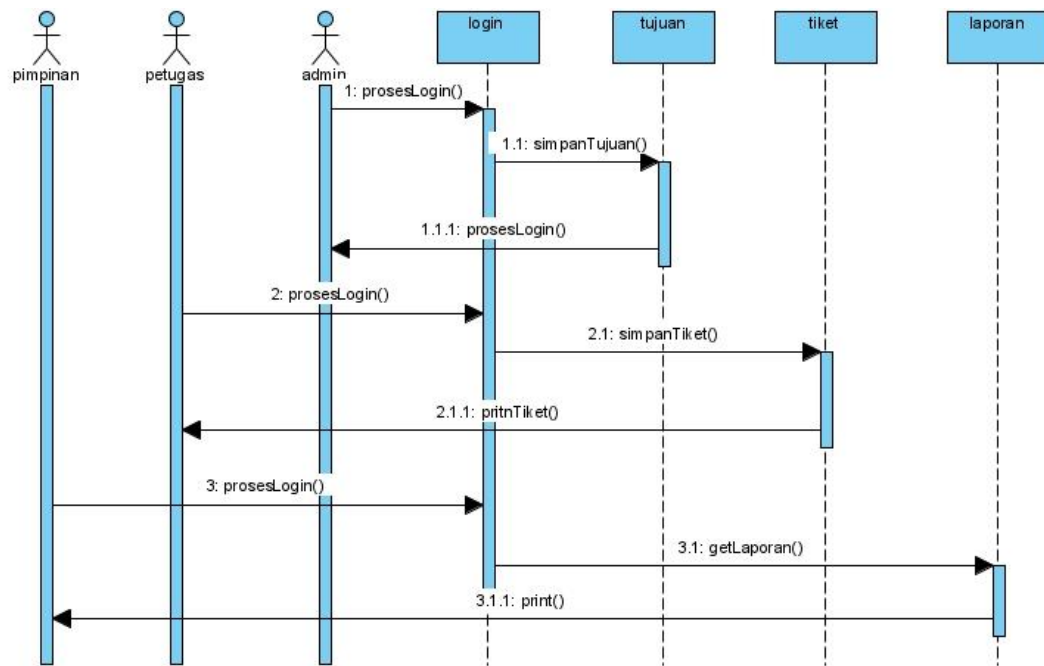 login
tujuan
tiket
laporan
pimpinan
petugas
admin
1: prosesLogin()
1.1: simpanTujuan()
1.1.1: prosesLogin()
2: prosesLogin()
2.1: simpanTiket()
2.1.1: pritnTiket()
3: prosesLogin()
3.1: getLaporan()
3.1.1: print()